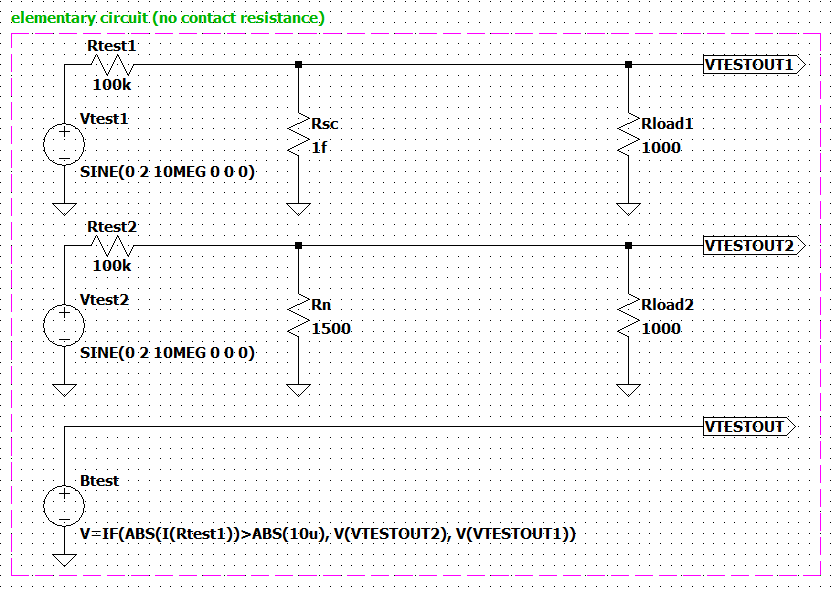 elementary circuit (no contact resistance)
Rtest1
100k
VTESTOUT1
Vtest1
Rsc
1f
Rload1
1000
SINE(0 2 10MEG 0 0 0)
Rtest2
100k
VTESTOUT2
Vtest2
Rn
1500
Rload2
1000
SINE(0 2 10MEG 0 0 0)
VTESTOUT
Btest
V=IF(ABS(I(Rtest1))>ABS(10u), V(VTESTOUT2), V(VTESTOUT1))